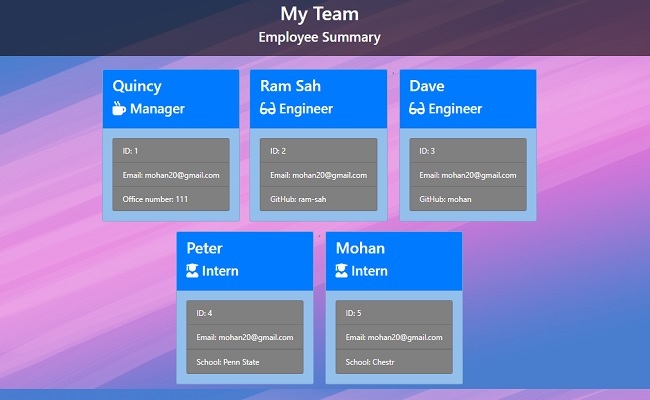 My Team
Employee Summary
Quincy
Manager
ID: 1
Email: mohan20@gmail.com
Office number: 111
Ram Sah
Engineer
ID: 2
Email: mohan20@gmail.com
GitHub: ram-sah
Dave
Engineer
ID: 3
Email: mohan20@gmail.com
GitHub: mohan
Peter
Intern
ID: 4
Email: mohan20@gmail.com
School: Penn State
Mohan
Intern
ID: 5
Email: mohan20@gmail.com
School: Chestr